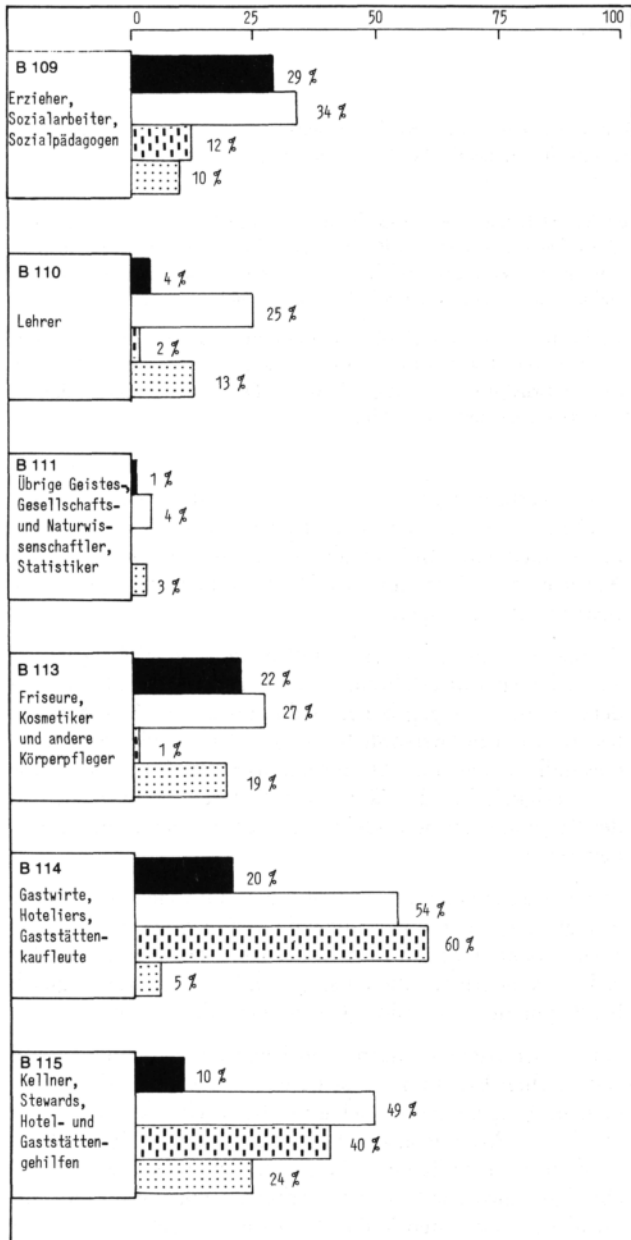 0 25 50 75 100
B 109
Erzieher,
Sozialarbeiter,
Sozialpädagogen
29 %
34 %
12 %
10 %
B 110
Lehrer
4 %
25 %
2 %
13 %
B 111
Übrige Geistes-,
Gesellschafts-
und Naturwis-
senschaftler,
Statistiker
1 %
4 %
3 %
B 113
Friseure,
Kosmetiker
und andere
Körperpfleger
22 %
27 %
1 %
19 %
B 114
Gastwirte,
Hoteliers,
Gaststätten-
kaufleute
20 %
54 %
60 %
5 %
B 115
Kellner,
Stewards,
Hotel- und
Gaststätten-
gehilfen
10 %
49 %
40 %
24 %